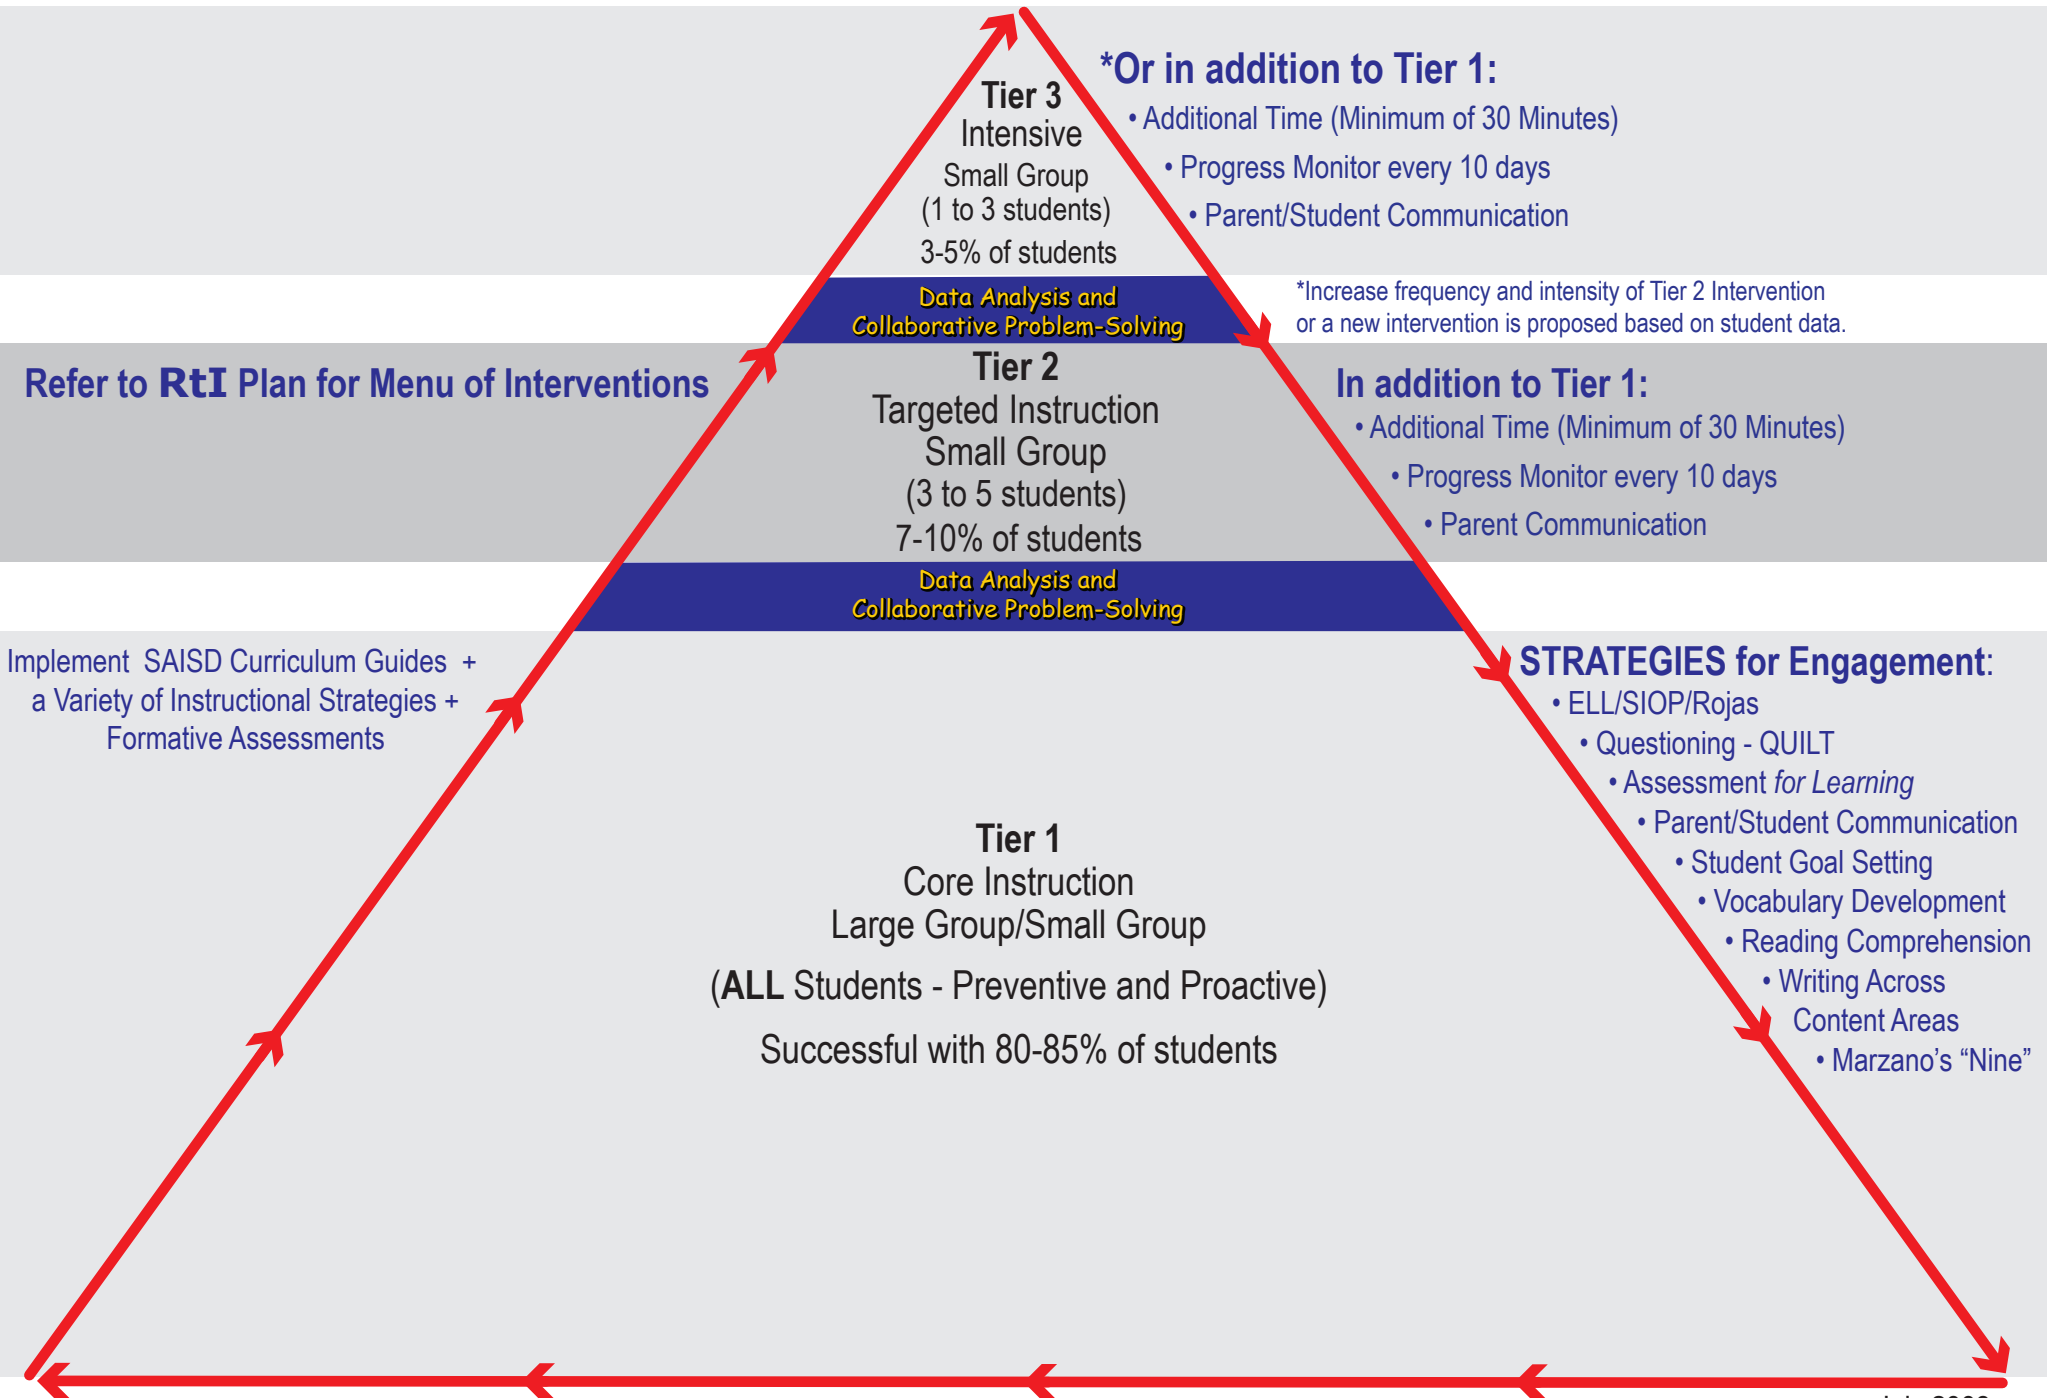 Tier 3
Intensive
Small Group
(1 to 3 students)
3-5% of students
*Or in addition to Tier 1:
• Additional Time (Minimum of 30 Minutes)
• Progress Monitor every 10 days
• Parent/Student Communication
Data Analysis and
Collaborative Problem-Solving
*Increase frequency and intensity of Tier 2 Intervention
or a new intervention is proposed based on student data.
Refer to RtI Plan for Menu of Interventions
Tier 2
Targeted Instruction
Small Group
(3 to 5 students)
7-10% of students
In addition to Tier 1:
• Additional Time (Minimum of 30 Minutes)
• Progress Monitor every 10 days
• Parent Communication
Data Analysis and
Collaborative Problem-Solving
Implement SAISD Curriculum Guides +
a Variety of Instructional Strategies +
Formative Assessments
Tier 1
Core Instruction
Large Group/Small Group
(ALL Students - Preventive and Proactive)
Successful with 80-85% of students
STRATEGIES for Engagement:
• ELL/SIOP/Rojas
• Questioning - QUILT
• Assessment for Learning
• Parent/Student Communication
• Student Goal Setting
• Vocabulary Development
• Reading Comprehension
• Writing Across
Content Areas
• Marzano's “Nine”